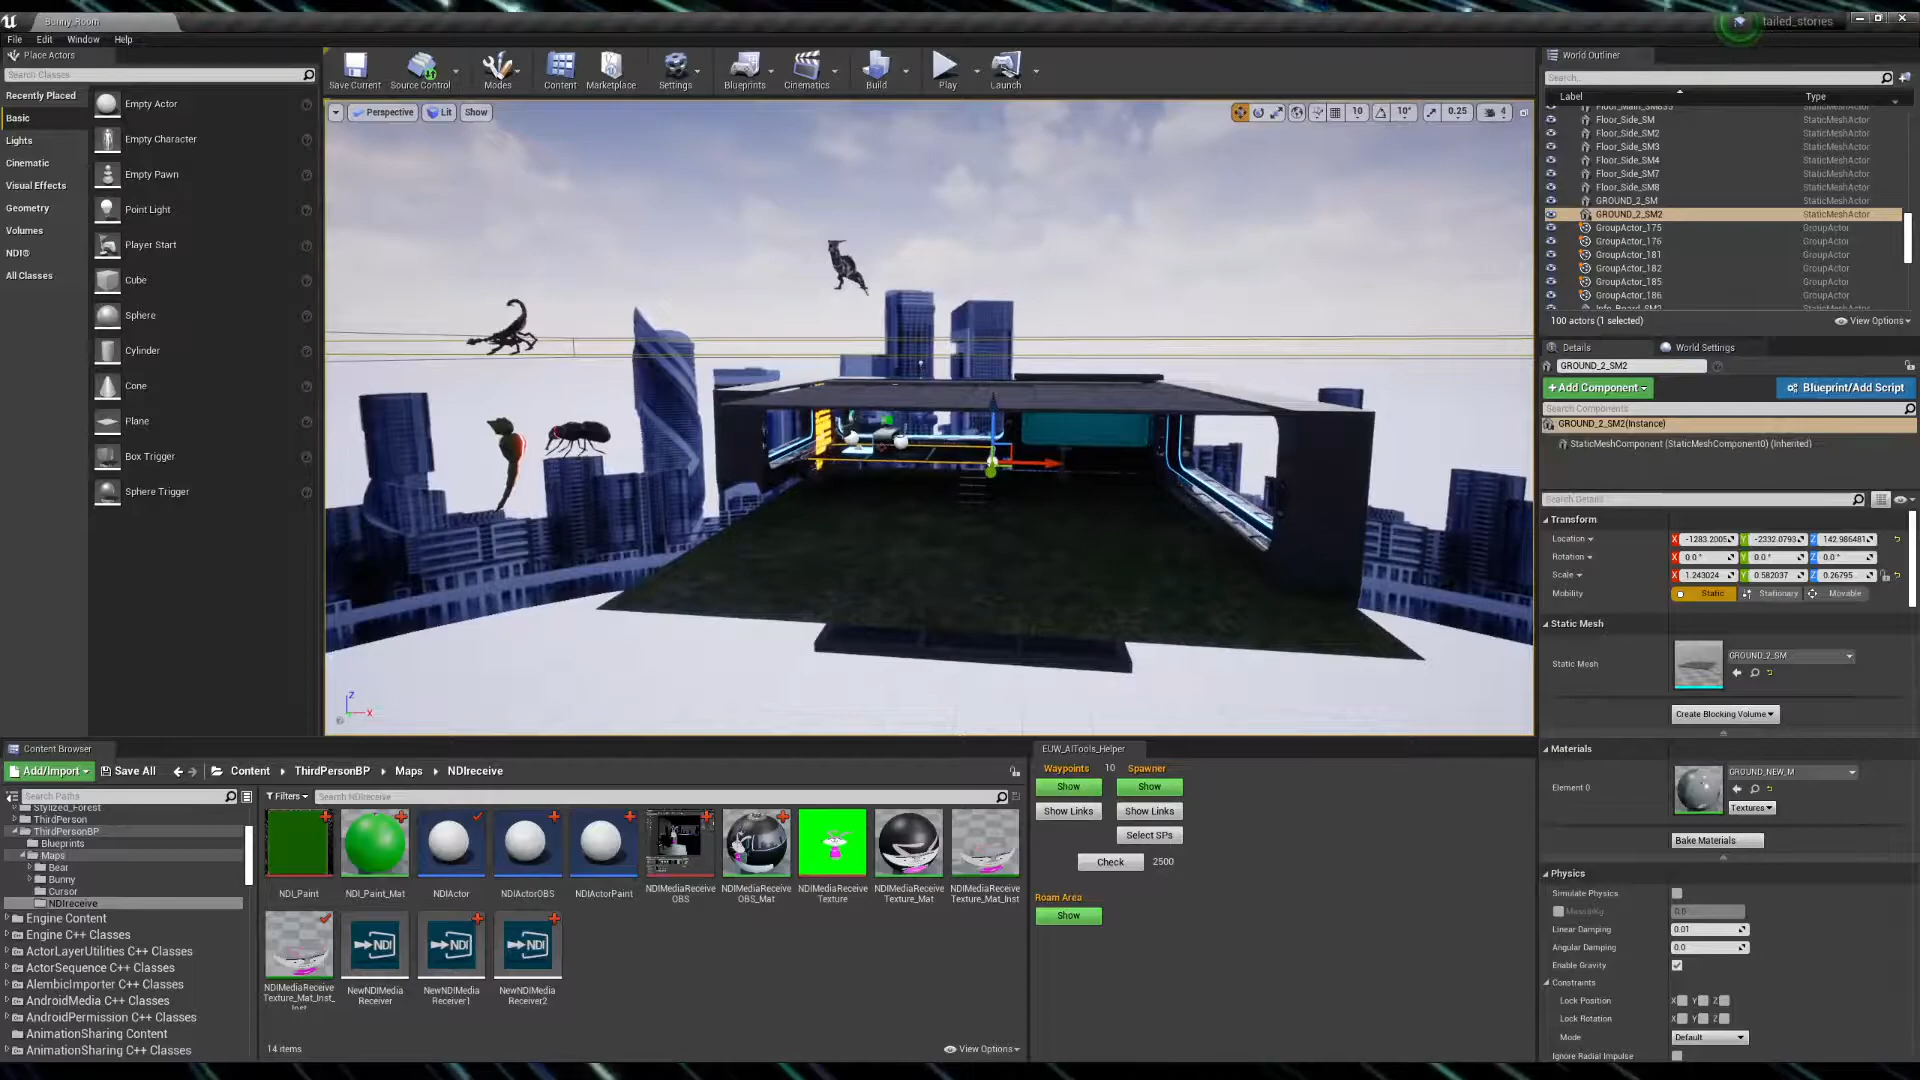 Bunny_Room
tailed_stories
File Edit Window Help
Place Actors
Search Classes
Recently Placed
Basic
Lights
Cinematic
Visual Effects
Geometry
Volumes
NDI®
All Classes
Empty Actor
Empty Character
Empty Pawn
Point Light
Player Start
Cube
Sphere
Cylinder
Cone
Plane
Box Trigger
Sphere Trigger
Save Current Source Control Modes Content Marketplace Settings Blueprints Cinematics Build Play Launch
Perspective Lit Show
10 10° 0.25 4
Z
X
World Outliner
Search...
Label Type
Floor_Side_SM StaticMeshActor
Floor_Side_SM2 StaticMeshActor
Floor_Side_SM3 StaticMeshActor
Floor_Side_SM4 StaticMeshActor
Floor_Side_SM7 StaticMeshActor
Floor_Side_SM8 StaticMeshActor
GROUND_2_SM StaticMeshActor
GROUND_2_SM2 StaticMeshActor
GroupActor_175 GroupActor
GroupActor_176 GroupActor
GroupActor_181 GroupActor
GroupActor_182 GroupActor
GroupActor_185 GroupActor
GroupActor_186 GroupActor
100 actors (1 selected) View Options
Details World Settings
GROUND_2_SM2
+Add Component Blueprint/Add Script
Search Components
GROUND_2_SM2(Instance)
StaticMeshComponent (StaticMeshComponent0) (Inherited)
Search Details
Transform
Location X -1283.2005 Y -2332.0793 Z 142.986481
Rotation X 0.0° Y 0.0° Z 0.0°
Scale X 1.243024 Y 0.582037 Z 0.26795
Mobility Static Stationary Movable
Static Mesh
Static Mesh GROUND_2_SM
Create Blocking Volume
Materials
Element 0 GROUND_NEW_M
Textures
Bake Materials
Physics
Simulate Physics
0.0
Linear Damping 0.01
Angular Damping 0.0
Enable Gravity
Constraints
Lock Position X Y Z
Lock Rotation X Y Z
Mode Default
Ignore Radial Impulse
Content Browser
Add/Import Save All Content ThirdPersonBP Maps NDIreceive
Search Paths
Filters Search NDIreceive
Stylized_Forest
ThirdPerson
ThirdPersonBP
Blueprints
Maps
Bear
Bunny
Cursor
NDIreceive
Engine Content
Engine C++ Classes
ActorLayerUtilities C++ Classes
ActorSequence C++ Classes
AlembicImporter C++ Classes
AndroidMedia C++ Classes
AndroidPermission C++ Classes
AnimationSharing Content
AnimationSharing C++ Classes
NDI_Paint
NDI_Paint_Mat
NDIActor
NDIActorOBS
NDIActorPaint
NDIMediaReceive
OBS
NDIMediaReceive
OBS_Mat
NDIMediaReceive
Texture
NDIMediaReceive
Texture_Mat
NDIMediaReceive
Texture_Mat_Inst
NDIMediaReceive
Texture_Mat_Inst_
Inst
NewNDIMedia
Receiver
NewNDIMedia
Receiver1
NewNDIMedia
Receiver2
14 items View Options
EUW_AITools_Helper
Waypoints 10 Spawner
Show Show
Show Links Show Links
Select SPs
Check 2500
Roam Area
Show